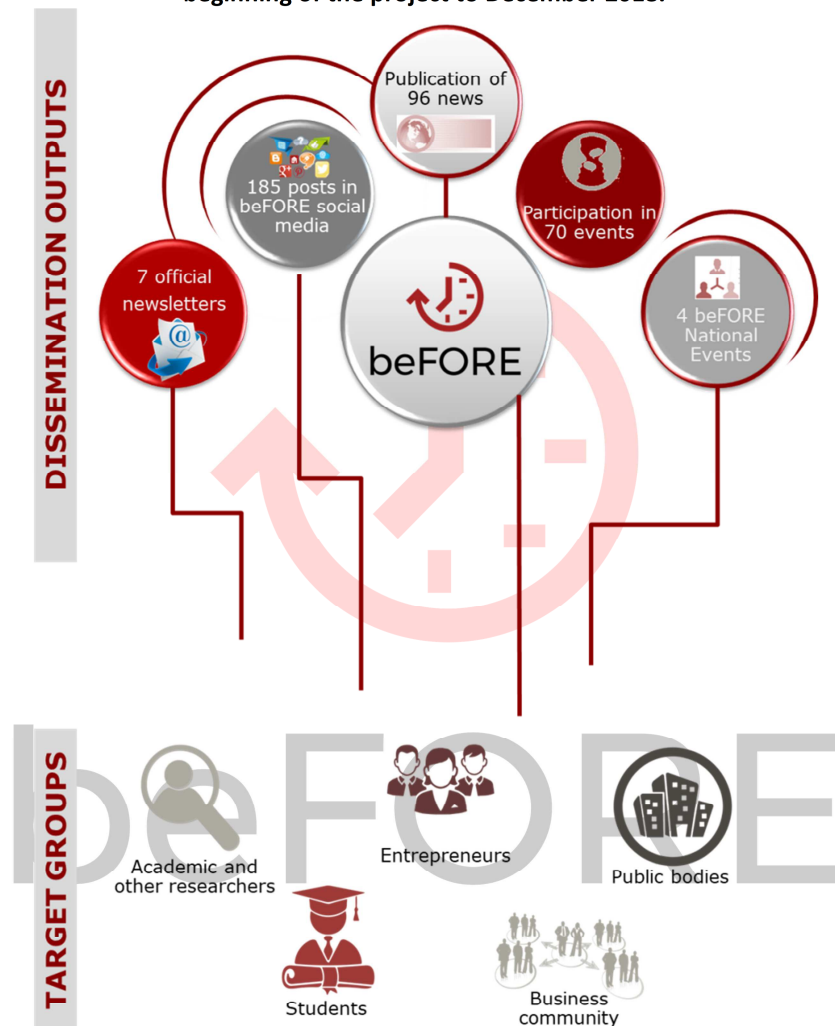 beginning of the project to December 2018.
DISSEMINATION OUTPUTS
Publication of
96 news
185 posts in
beFORE social
media
Participation in
70 events
7 official
newsletters
4 beFORE
National
Events
beFORE
TARGET GROUPS
beFORE
Academic and
other researchers
Entrepreneurs
Public bodies
Students
Business
community